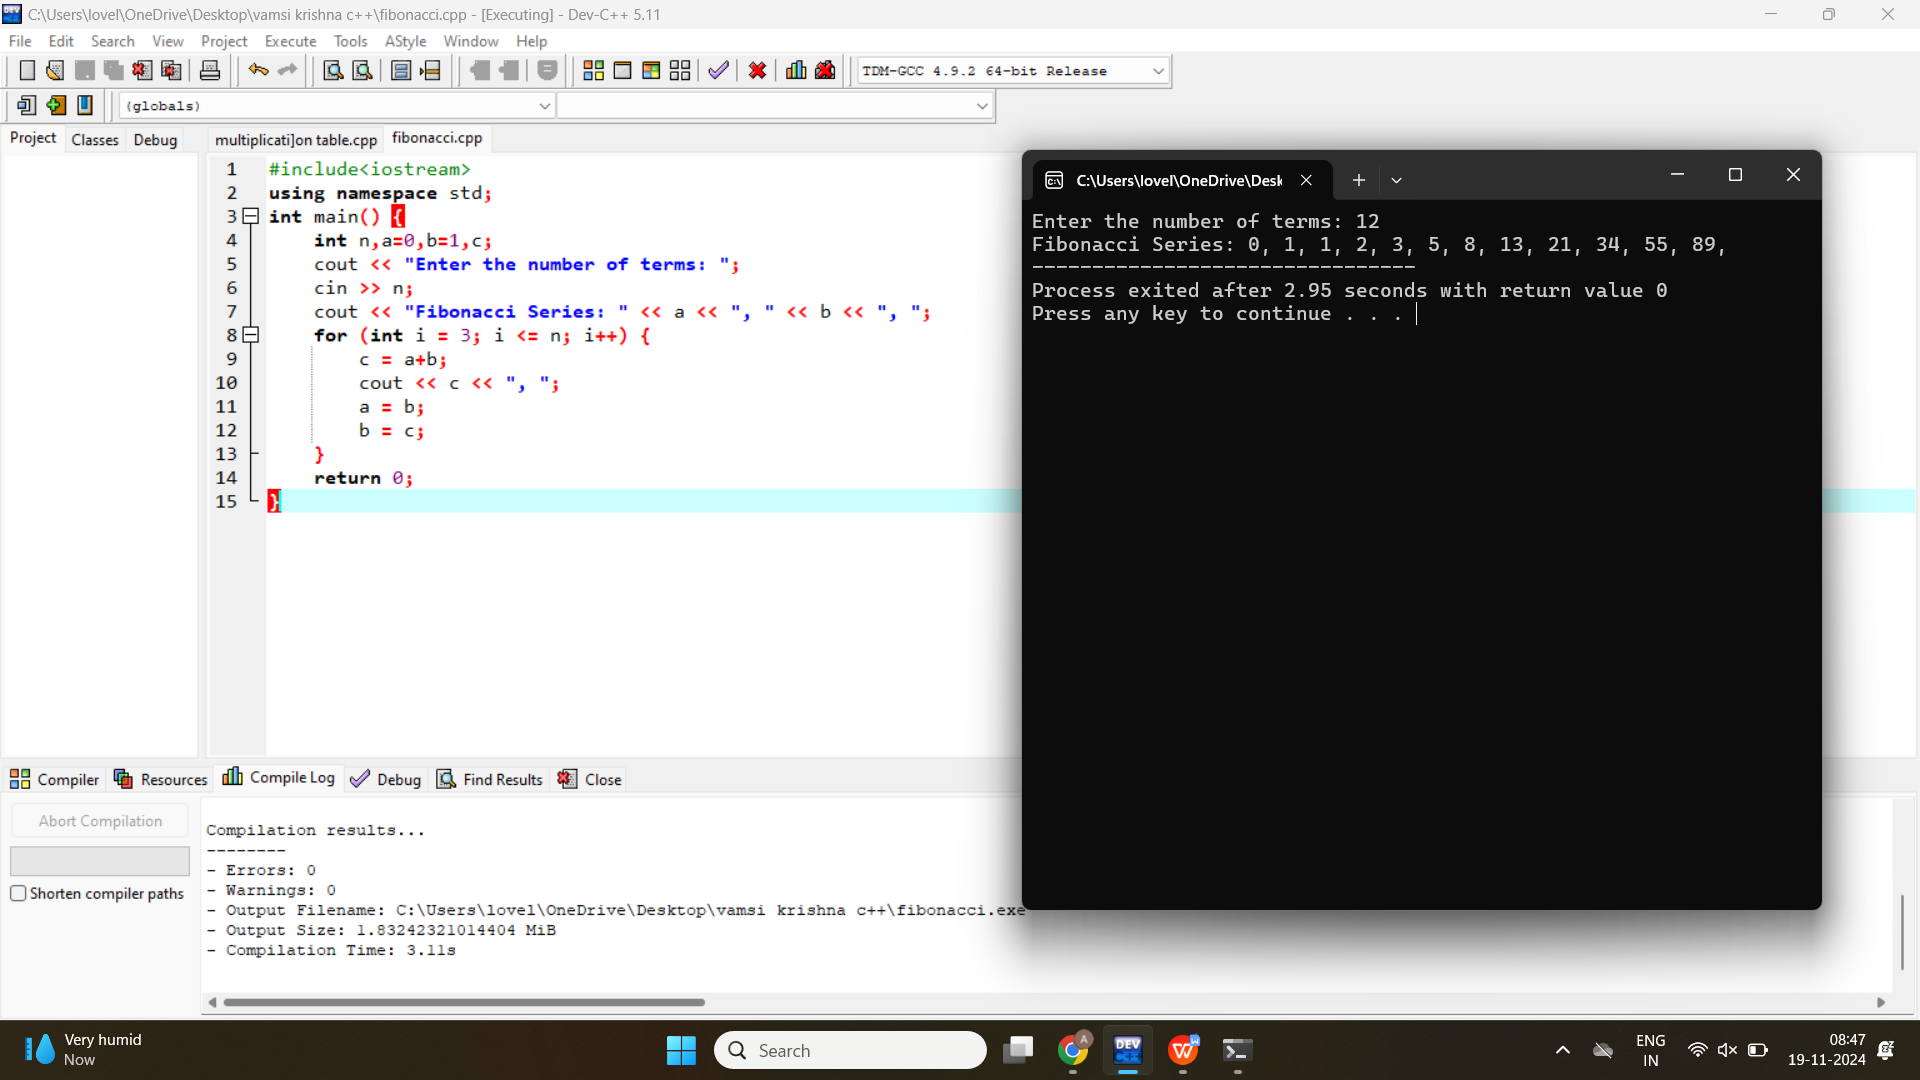 C:\Users\lovel\OneDrive\Desktop\vamsi krishna c++\fibonacci.cpp - [Executing] - Dev-C++ 5.11
File Edit Search View Project Execute Tools AStyle Window Help
TDM-GCC 4.9.2 64-bit Release
(globals)
Project Classes Debug
multiplicati]on table.cpp fibonacci.cpp
1 #include<iostream>
2 using namespace std;
3 int main() {
4 int n,a=0,b=1,c;
5 cout << "Enter the number of terms: ";
6 cin >> n;
7 cout << "Fibonacci Series: " << a << ", " << b << ", ";
8 for (int i = 3; i <= n; i++) {
9 c = a+b;
10 cout << c << ", ";
11 a = b;
12 b = c;
13 }
14 return 0;
15 }
C:\Users\lovel\OneDrive\Desk
Enter the number of terms: 12
Fibonacci Series: 0, 1, 1, 2, 3, 5, 8, 13, 21, 34, 55, 89,
--------------------------------
Process exited after 2.95 seconds with return value 0
Press any key to continue . . .
Compiler Resources Compile Log Debug Find Results Close
Abort Compilation
Shorten compiler paths
Compilation results...
--------
- Errors: 0
- Warnings: 0
- Output Filename: C:\Users\lovel\OneDrive\Desktop\vamsi krishna c++\fibonacci.exe
- Output Size: 1.83242321014404 MiB
- Compilation Time: 3.11s
Very humid
Now
Search
A
DEV
C++
W
ENG
IN
08:47
19-11-2024